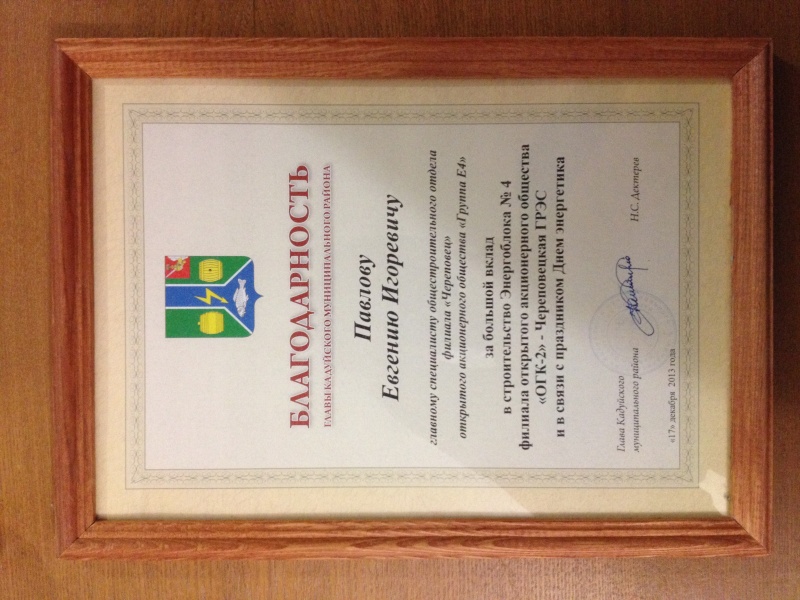 БЛАГОДАРНОСТЬ
ГЛАВЫ КАДУЙСКОГО МУНИЦИПАЛЬНОГО РАЙОНА
Павлову
Евгению Игоревичу
главному специалисту общестроительного отдела
филиала «Череповец»
открытого акционерного общества «Группа Е4»
за большой вклад
в строительство Энергоблока № 4
филиала открытого акционерного общества
«ОГК-2» - Череповецкая ГРЭС
и в связи с праздником Днем энергетика
Глава Кадуйского
муниципального района Н.С. Дектерев
«17» декабря 2013 года